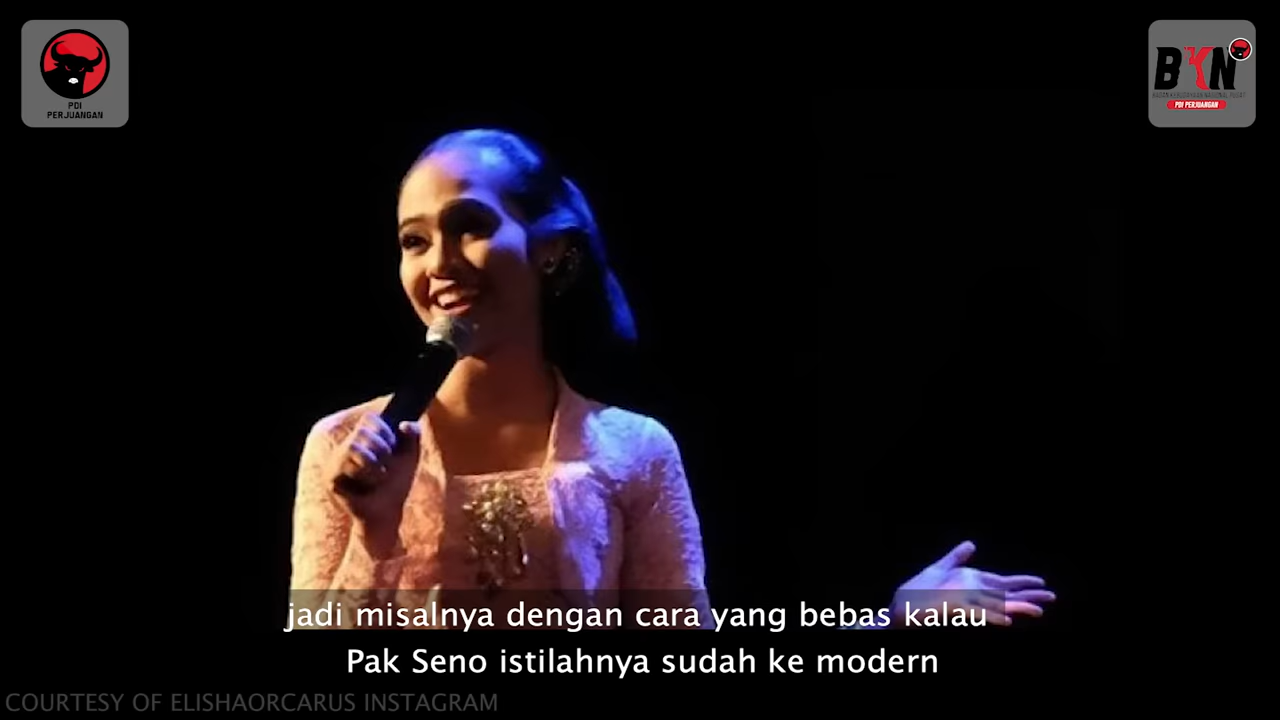 PDI
PERJUANGAN
BKN
PDI PERJUANGAN
jadi misalnya dengan cara yang bebas kalau
Pak Seno istilahnya sudah ke modern
COURTESY OF ELISHAORCARUS INSTAGRAM